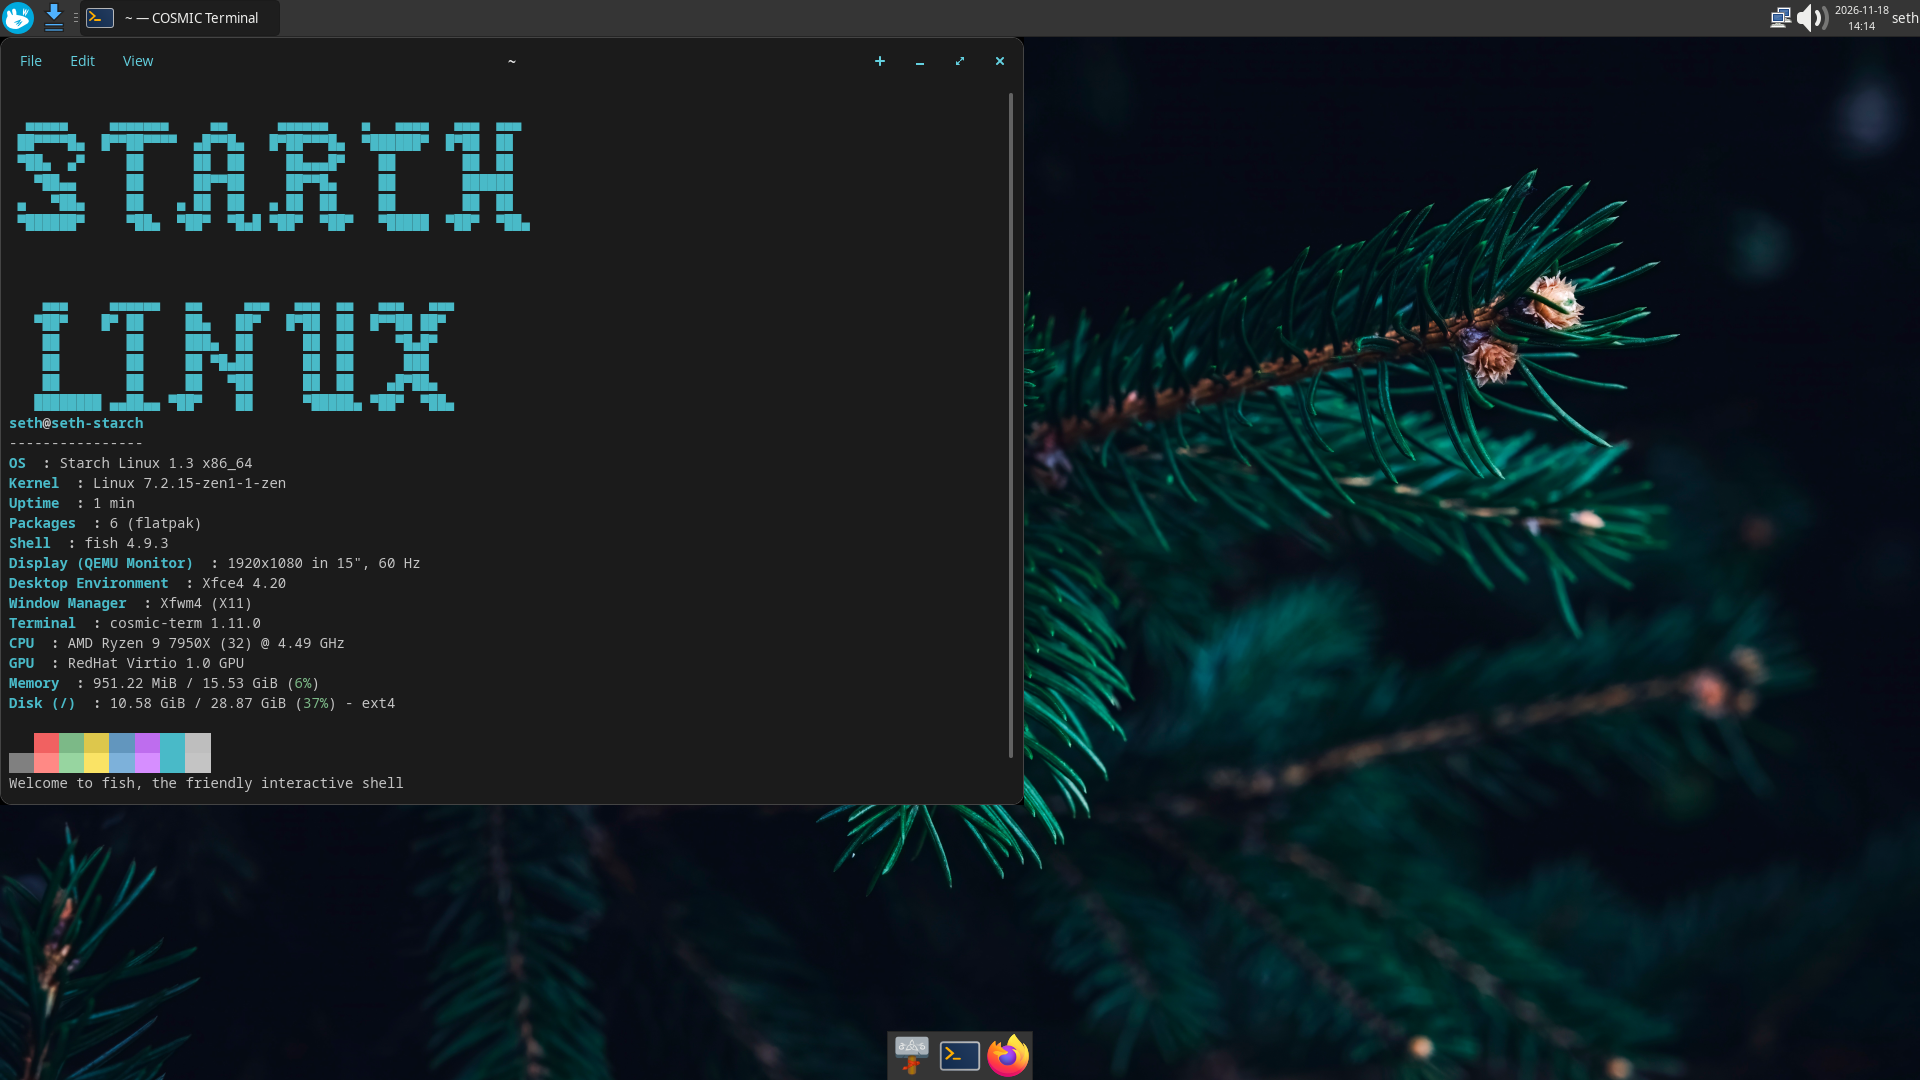 ~ — COSMIC Terminal
2026-11-18
14:14
seth
File Edit View ~
STARCH
LINUX
seth@seth-starch
----------------
OS : Starch Linux 1.3 x86_64
Kernel : Linux 7.2.15-zen1-1-zen
Uptime : 1 min
Packages : 6 (flatpak)
Shell : fish 4.9.3
Display (QEMU Monitor) : 1920x1080 in 15", 60 Hz
Desktop Environment : Xfce4 4.20
Window Manager : Xfwm4 (X11)
Terminal : cosmic-term 1.11.0
CPU : AMD Ryzen 9 7950X (32) @ 4.49 GHz
GPU : RedHat Virtio 1.0 GPU
Memory : 951.22 MiB / 15.53 GiB (6%)
Disk (/) : 10.58 GiB / 28.87 GiB (37%) - ext4
Welcome to fish, the friendly interactive shell